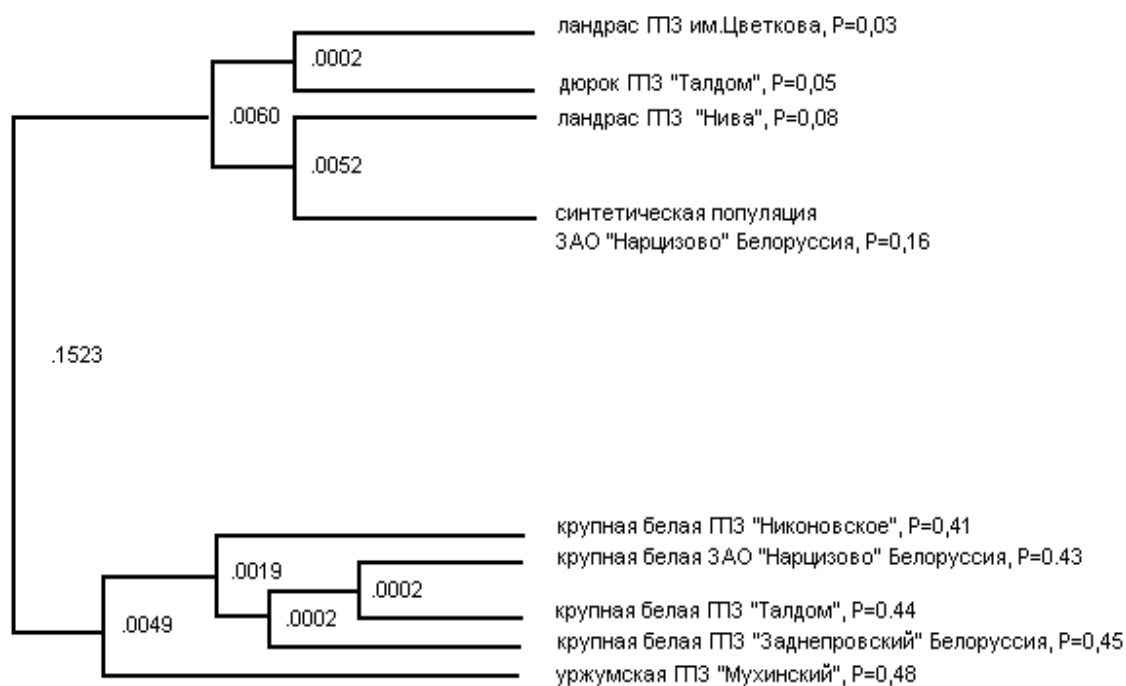 ландрас ГПЗ им.Цветкова, P=0,03
.0002
дюрок ГПЗ "Талдом", P=0,05
.0060
ландрас ГПЗ "Нива", P=0,08
.0052
синтетическая популяция
ЗАО "Нарцизово" Белоруссия, P=0,16
.1523
крупная белая ГПЗ "Никоновское", P=0,41
крупная белая ЗАО "Нарцизово" Белоруссия, P=0.43
.0019
.0002
крупная белая ГПЗ "Талдом", P=0.44
.0049
.0002
крупная белая ГПЗ "Заднепровский" Белоруссия, P=0,45
уржумская ГПЗ "Мухинский", P=0,48